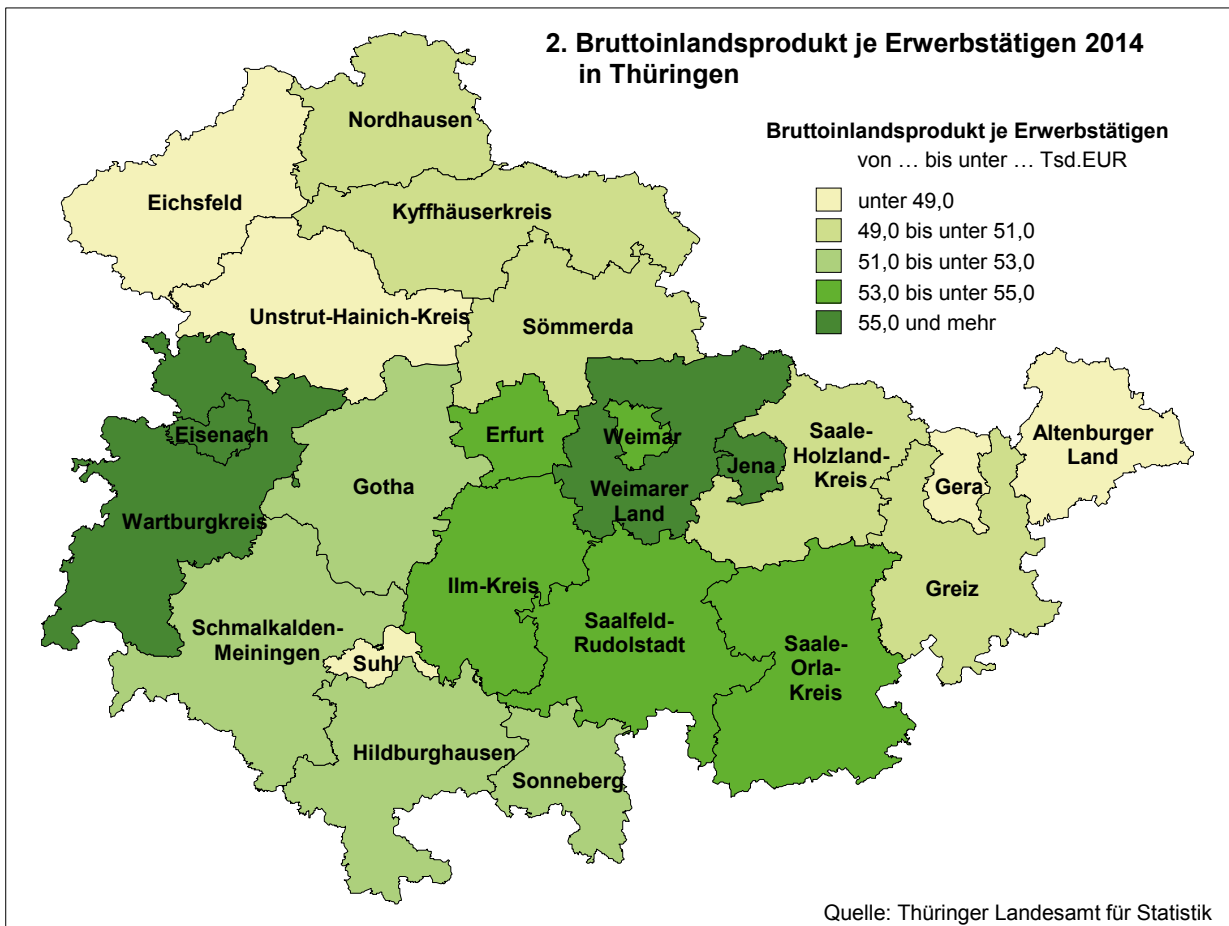 2. Bruttoinlandsprodukt je Erwerbstätigen 2014
in Thüringen
Bruttoinlandsprodukt je Erwerbstätigen
von … bis unter … Tsd.EUR
unter 49,0
49,0 bis unter 51,0
51,0 bis unter 53,0
53,0 bis unter 55,0
55,0 und mehr
Nordhausen
Eichsfeld
Kyffhäuserkreis
Unstrut-Hainich-Kreis
Sömmerda
Eisenach
Erfurt
Weimar
Saale-
Holzland-
Kreis
Altenburger
Land
Jena
Gotha
Gera
Weimarer
Land
Wartburgkreis
Ilm-Kreis
Greiz
Schmalkalden-
Meiningen
Saalfeld-
Rudolstadt
Saale-
Orla-
Kreis
Suhl
Hildburghausen
Sonneberg
Quelle: Thüringer Landesamt für Statistik